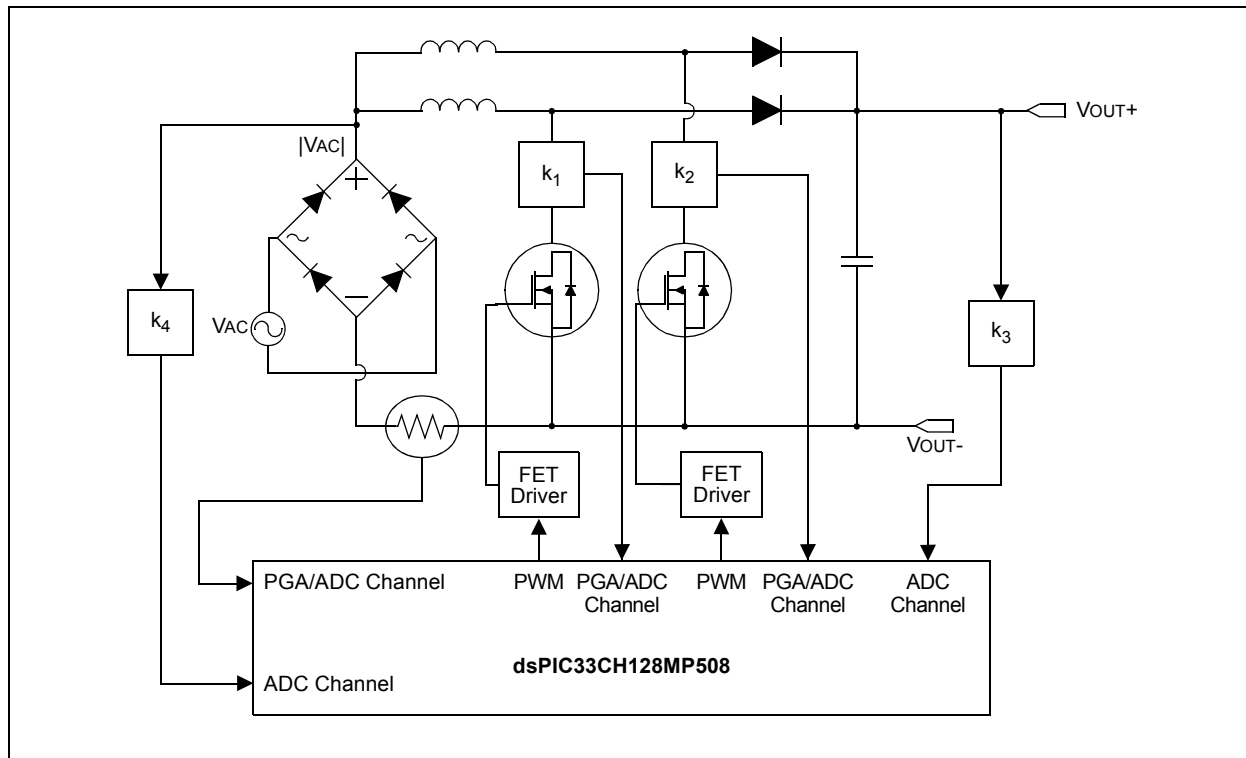 VOUT+
|VAC|
+
k1
k2
k4
VAC
−
k3
VOUT-
FET
Driver
FET
Driver
PGA/ADC Channel
PWM
PGA/ADC
Channel
PWM
PGA/ADC
Channel
ADC
Channel
dsPIC33CH128MP508
ADC Channel